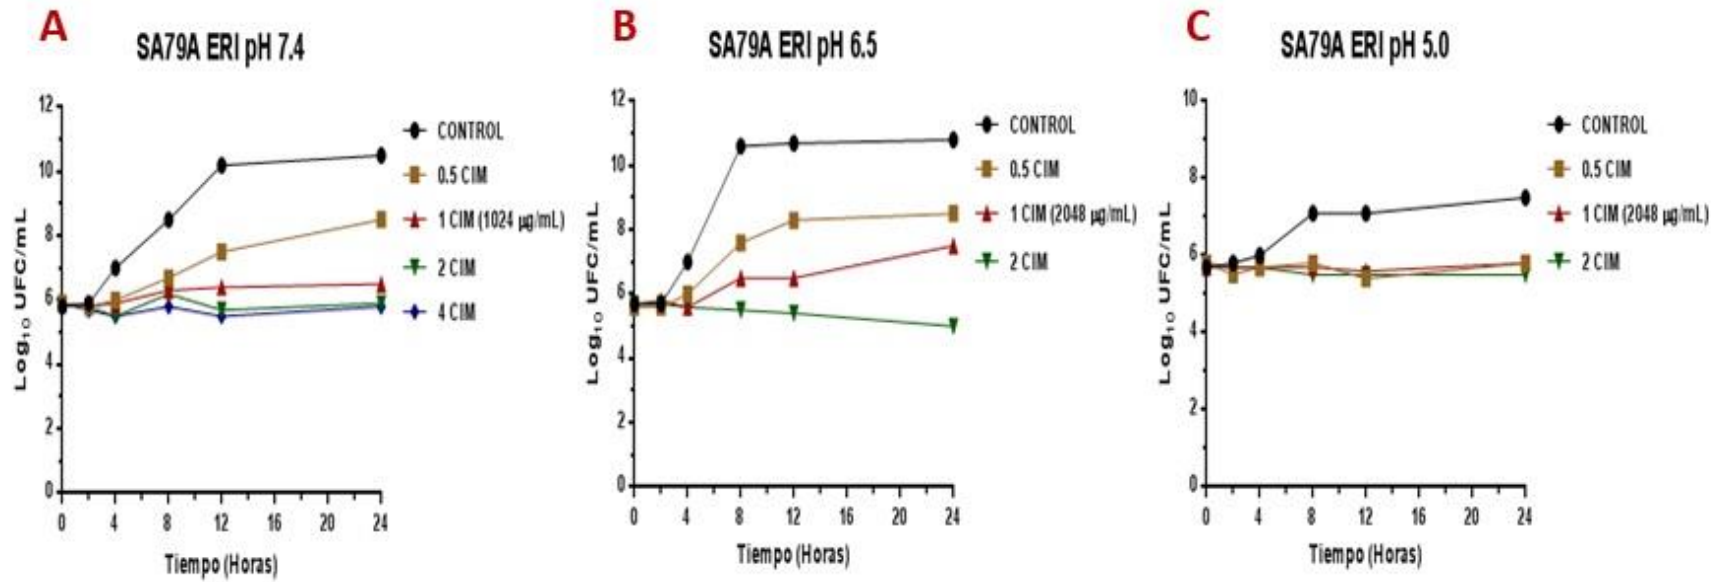 A
SA79A ERI pH 7.4
12
10
8
6
4
2
0
Log₁₀ UFC/mL
0 4 8 12 16 20 24
Tiempo (Horas)
CONTROL
0.5 CIM
1 CIM (1024 µg/mL)
2 CIM
4 CIM
B
SA79A ERI pH 6.5
12
10
8
6
4
2
0
Log₁₀ UFC/mL
0 4 8 12 16 20 24
Tiempo (Horas)
CONTROL
0.5 CIM
1 CIM (2048 µg/mL)
2 CIM
C
SA79A ERI pH 5.0
10
8
6
4
2
0
Log₁₀ UFC/mL
0 4 8 12 16 20 24
Tiempo (Horas)
CONTROL
0.5 CIM
1 CIM (2048 µg/mL)
2 CIM